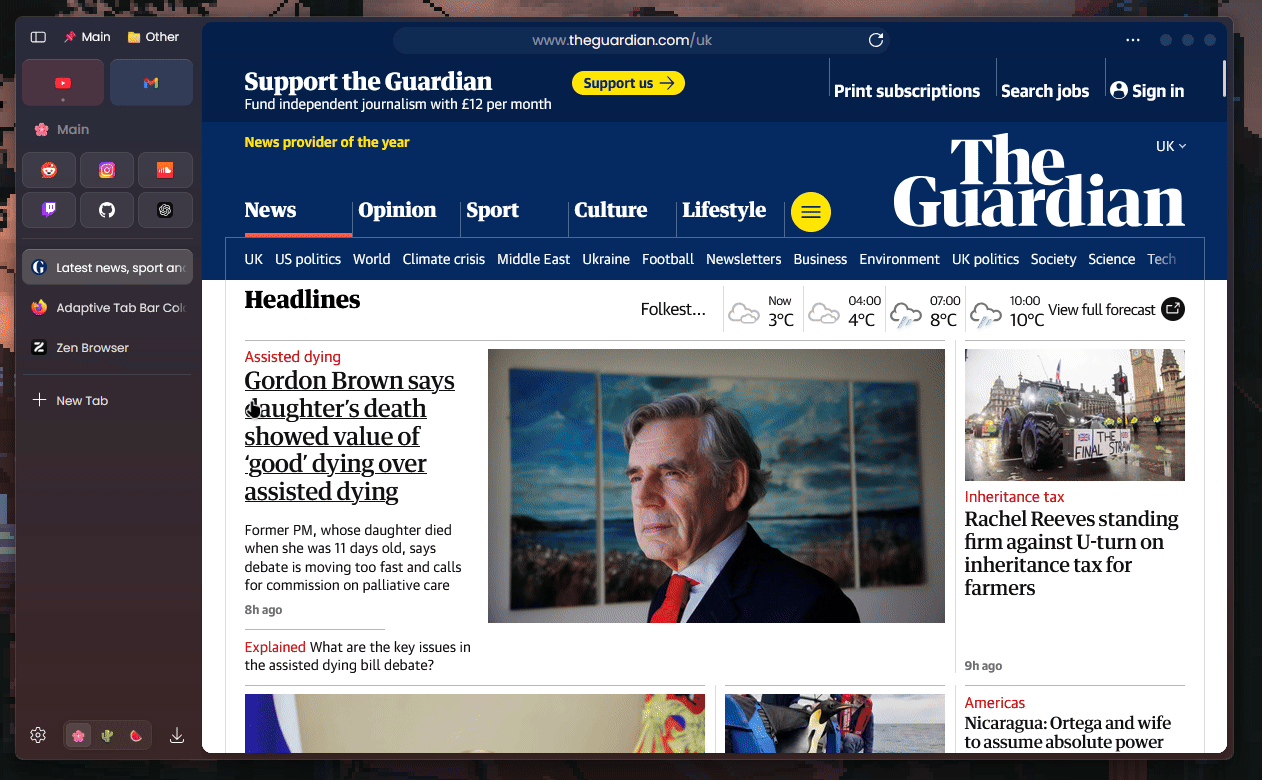 Main
Other
Main
Latest news, sport and
Adaptive Tab Bar Col
Zen Browser
New Tab
www.theguardian.com/uk
Support the Guardian
Fund independent journalism with £12 per month
Support us
Print subscriptions
Search jobs
Sign in
News provider of the year
UK
The
Guardian
News
Opinion
Sport
Culture
Lifestyle
UK US politics World Climate crisis Middle East Ukraine Football Newsletters Business Environment UK politics Society Science Tech
Headlines
Folkest...
Now
3°C
04:00
4°C
07:00
8°C
10:00
10°C
View full forecast
Assisted dying
Gordon Brown says
daughter’s death
showed value of
‘good’ dying over
assisted dying
Former PM, whose daughter died
when she was 11 days old, says
debate is moving too fast and calls
for commission on palliative care
8h ago
Explained What are the key issues in
the assisted dying bill debate?
THE
FINAL STRAW
Inheritance tax
Rachel Reeves standing
firm against U-turn on
inheritance tax for
farmers
9h ago
Americas
Nicaragua: Ortega and wife
to assume absolute power